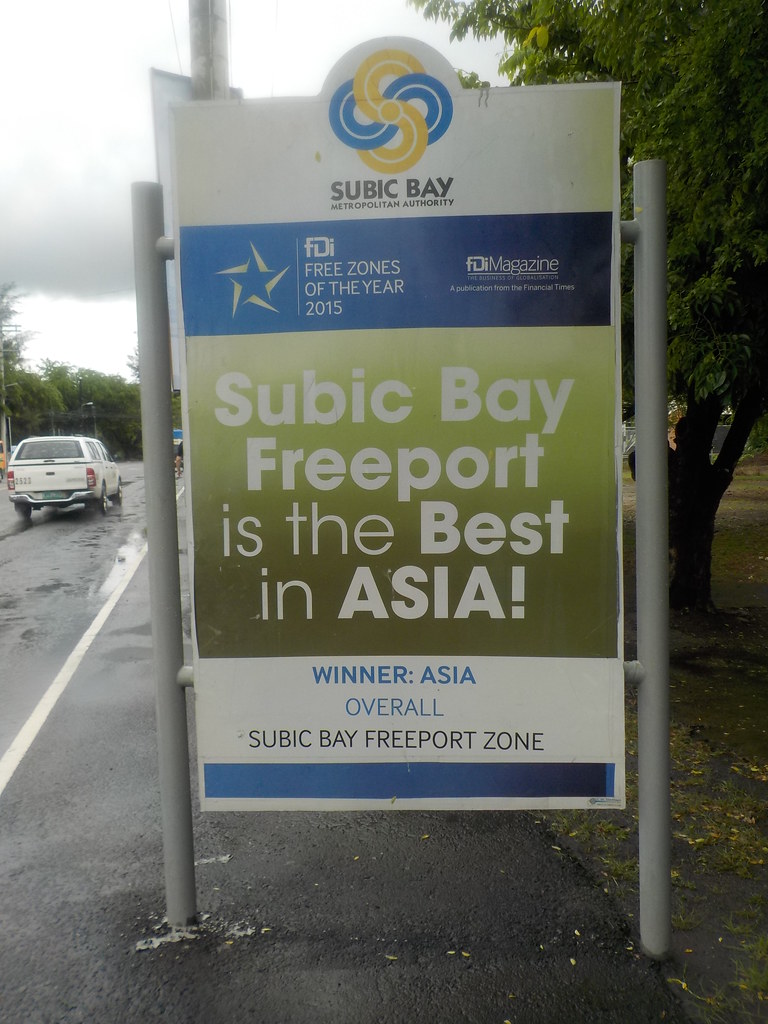 SUBIC BAY
METROPOLITAN AUTHORITY
fDi
FREE ZONES
OF THE YEAR
2015
fDiMagazine
THE BUSINESS OF GLOBALISATION
A publication from the Financial Times
Subic Bay
Freeport
is the Best
in ASIA!
WINNER: ASIA
OVERALL
SUBIC BAY FREEPORT ZONE